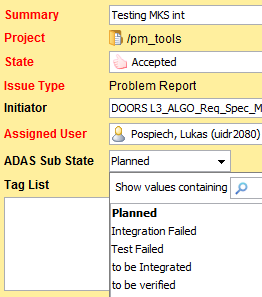 Summary Testing MKS int
Project /pm_tools
State Accepted
Issue Type Problem Report
Initiator DOORS L3_ALGO_Req_Spec_M
Assigned User Pospiech, Lukas (uidr2080)
ADAS Sub State Planned
Tag List Show values containing
Planned
Integration Failed
Test Failed
to be Integrated
to be verified